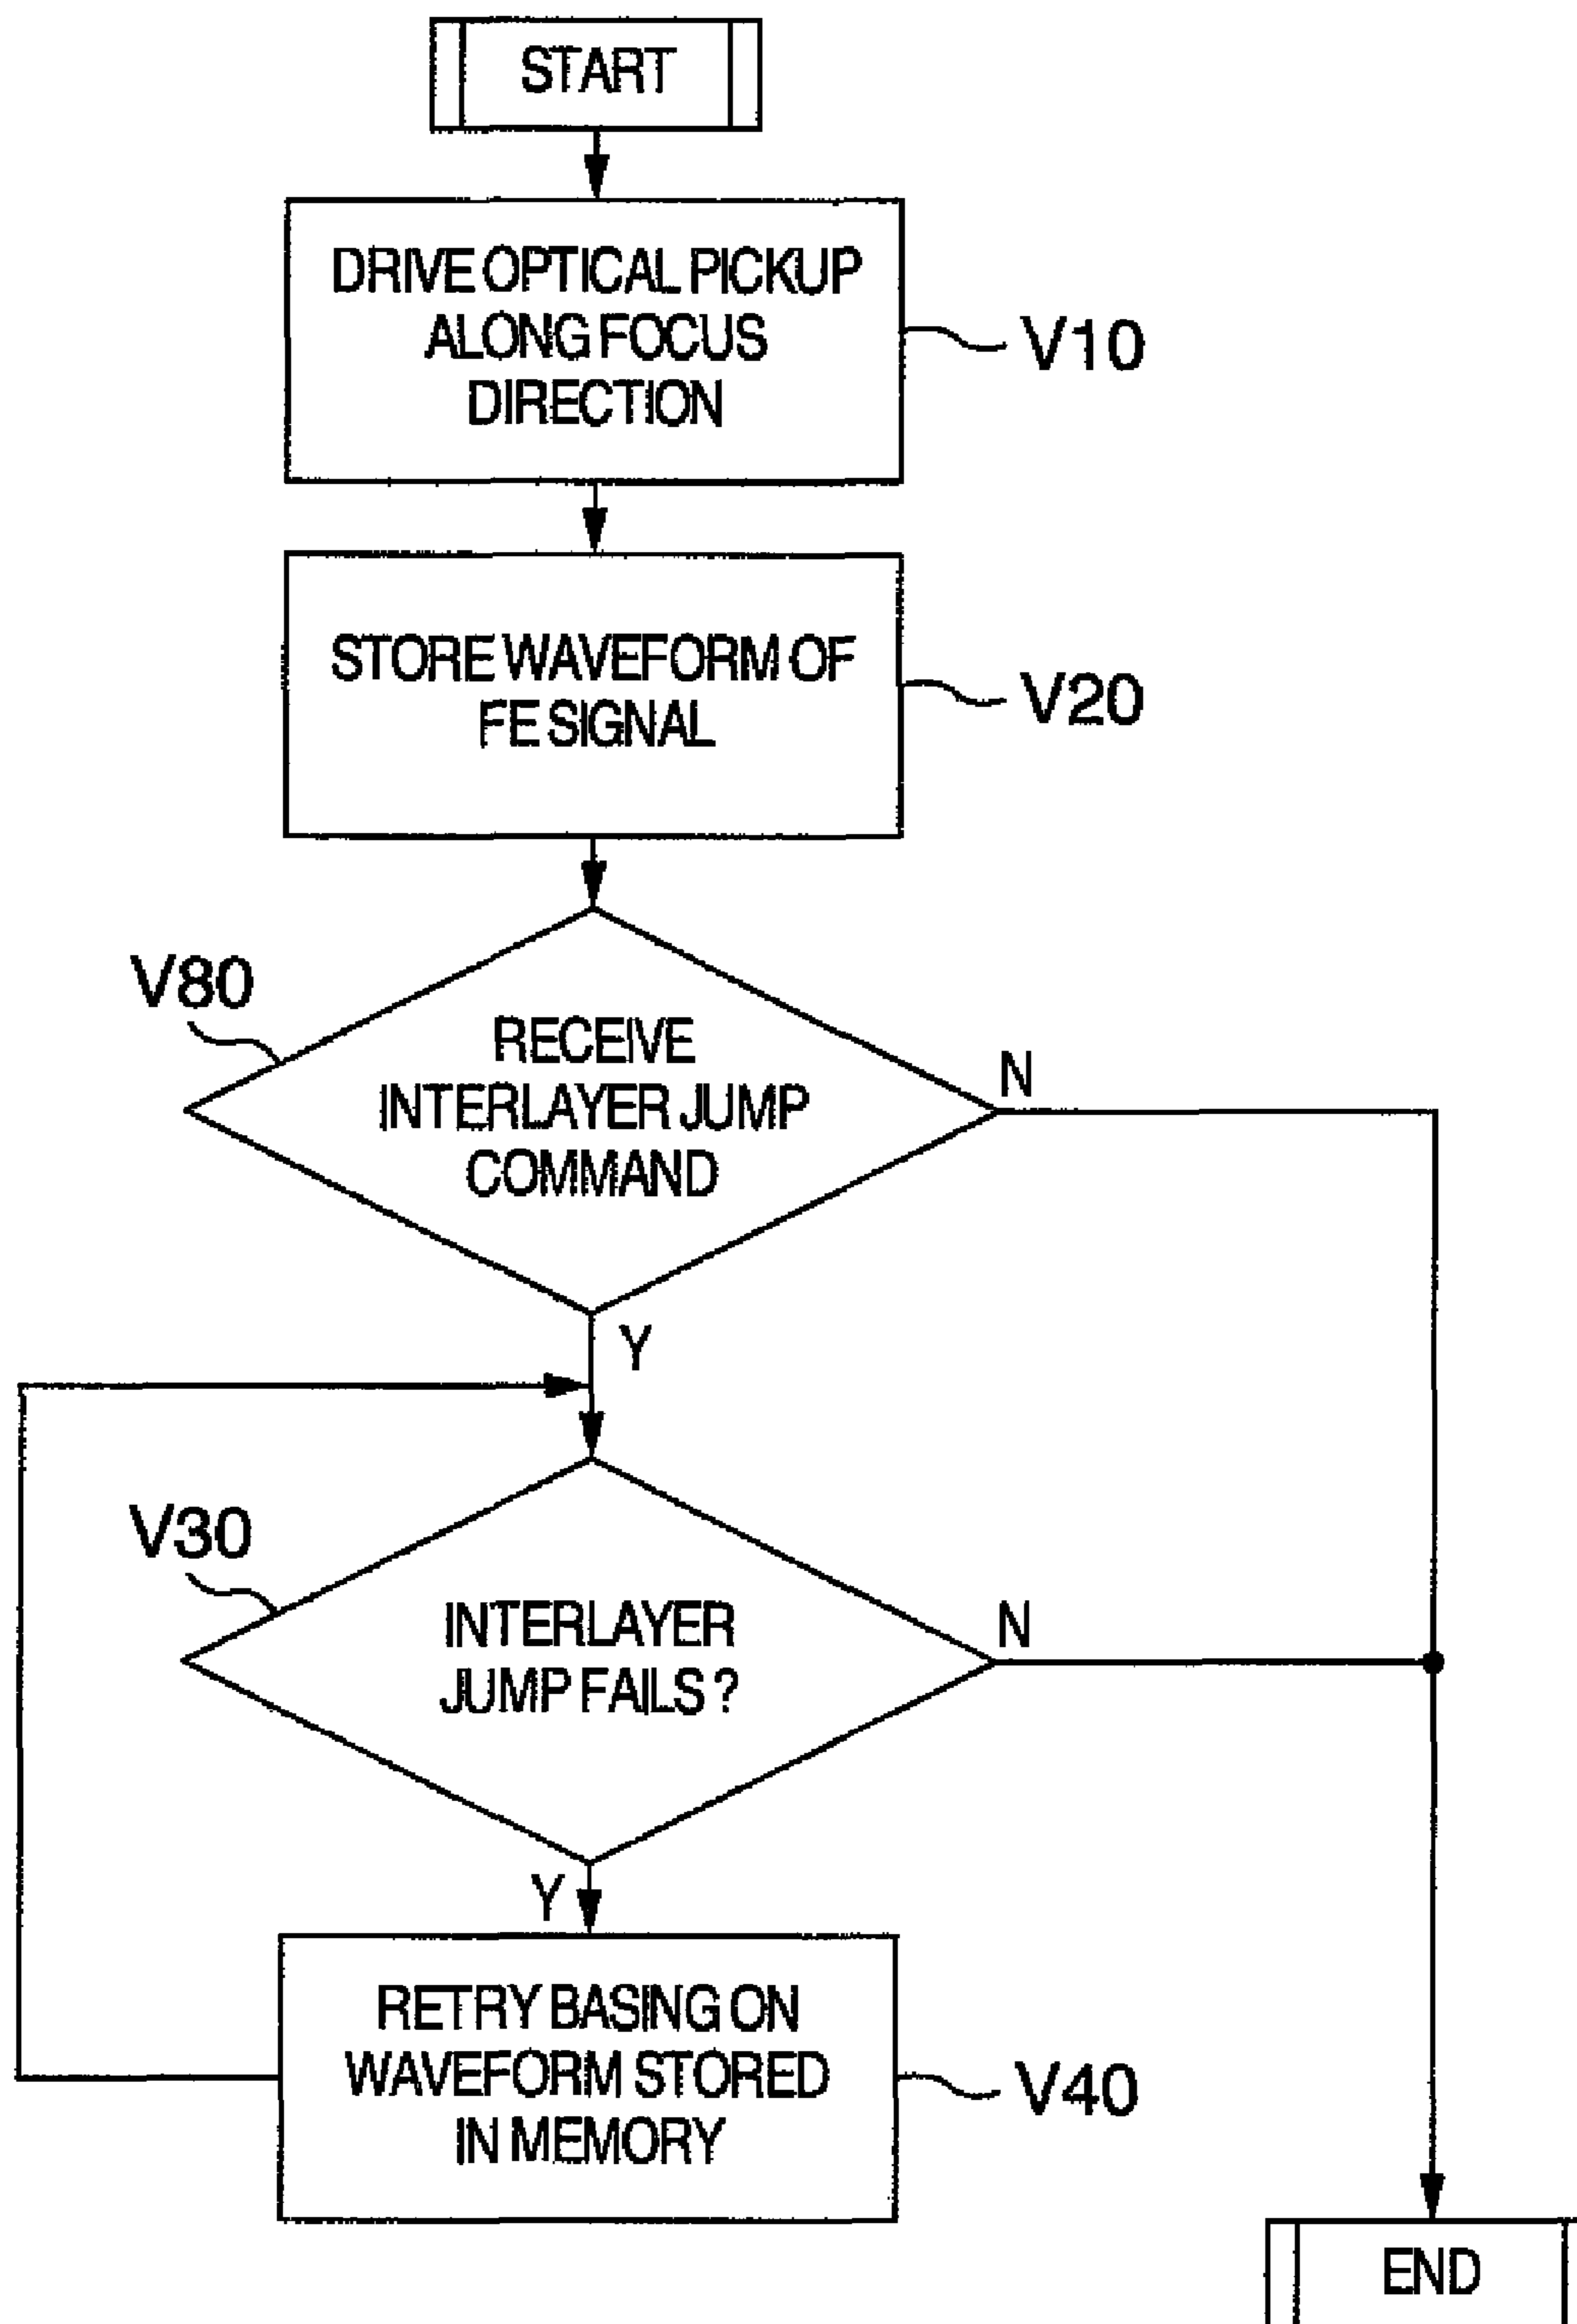 START
DRIVE OPTICAL PICKUP
ALONG FOCUS
DIRECTION
V10
STORE WAVEFORM OF
FE SIGNAL
V20
V80
RECEIVE
INTERLAYER JUMP
COMMAND
N
Y
V30
INTERLAYER
JUMP FAILS ?
N
Y
RETRY BASING ON
WAVEFORM STORED
IN MEMORY
V40
END